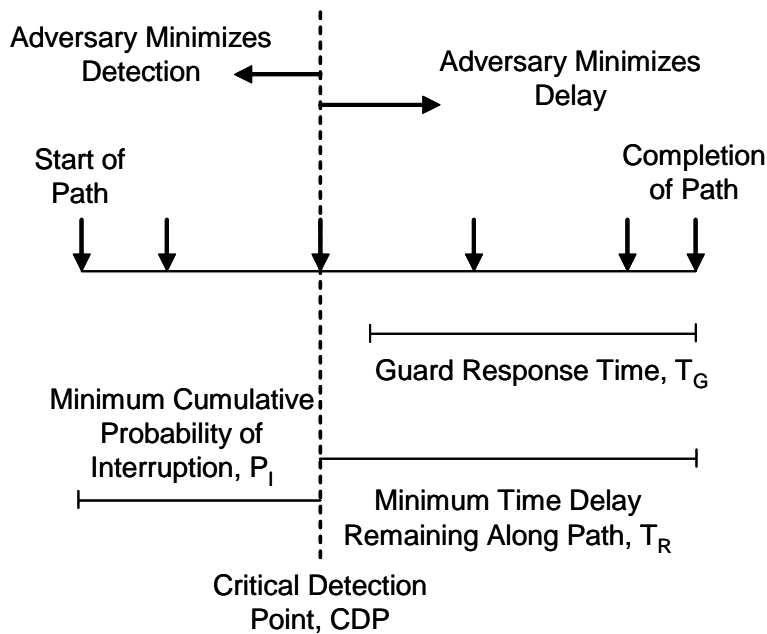 Adversary Minimizes
Detection
Adversary Minimizes
Delay
Start of
Path
Completion
of Path
Guard Response Time, T_G
Minimum Cumulative
Probability of
Interruption, P_I
Minimum Time Delay
Remaining Along Path, T_R
Critical Detection
Point, CDP